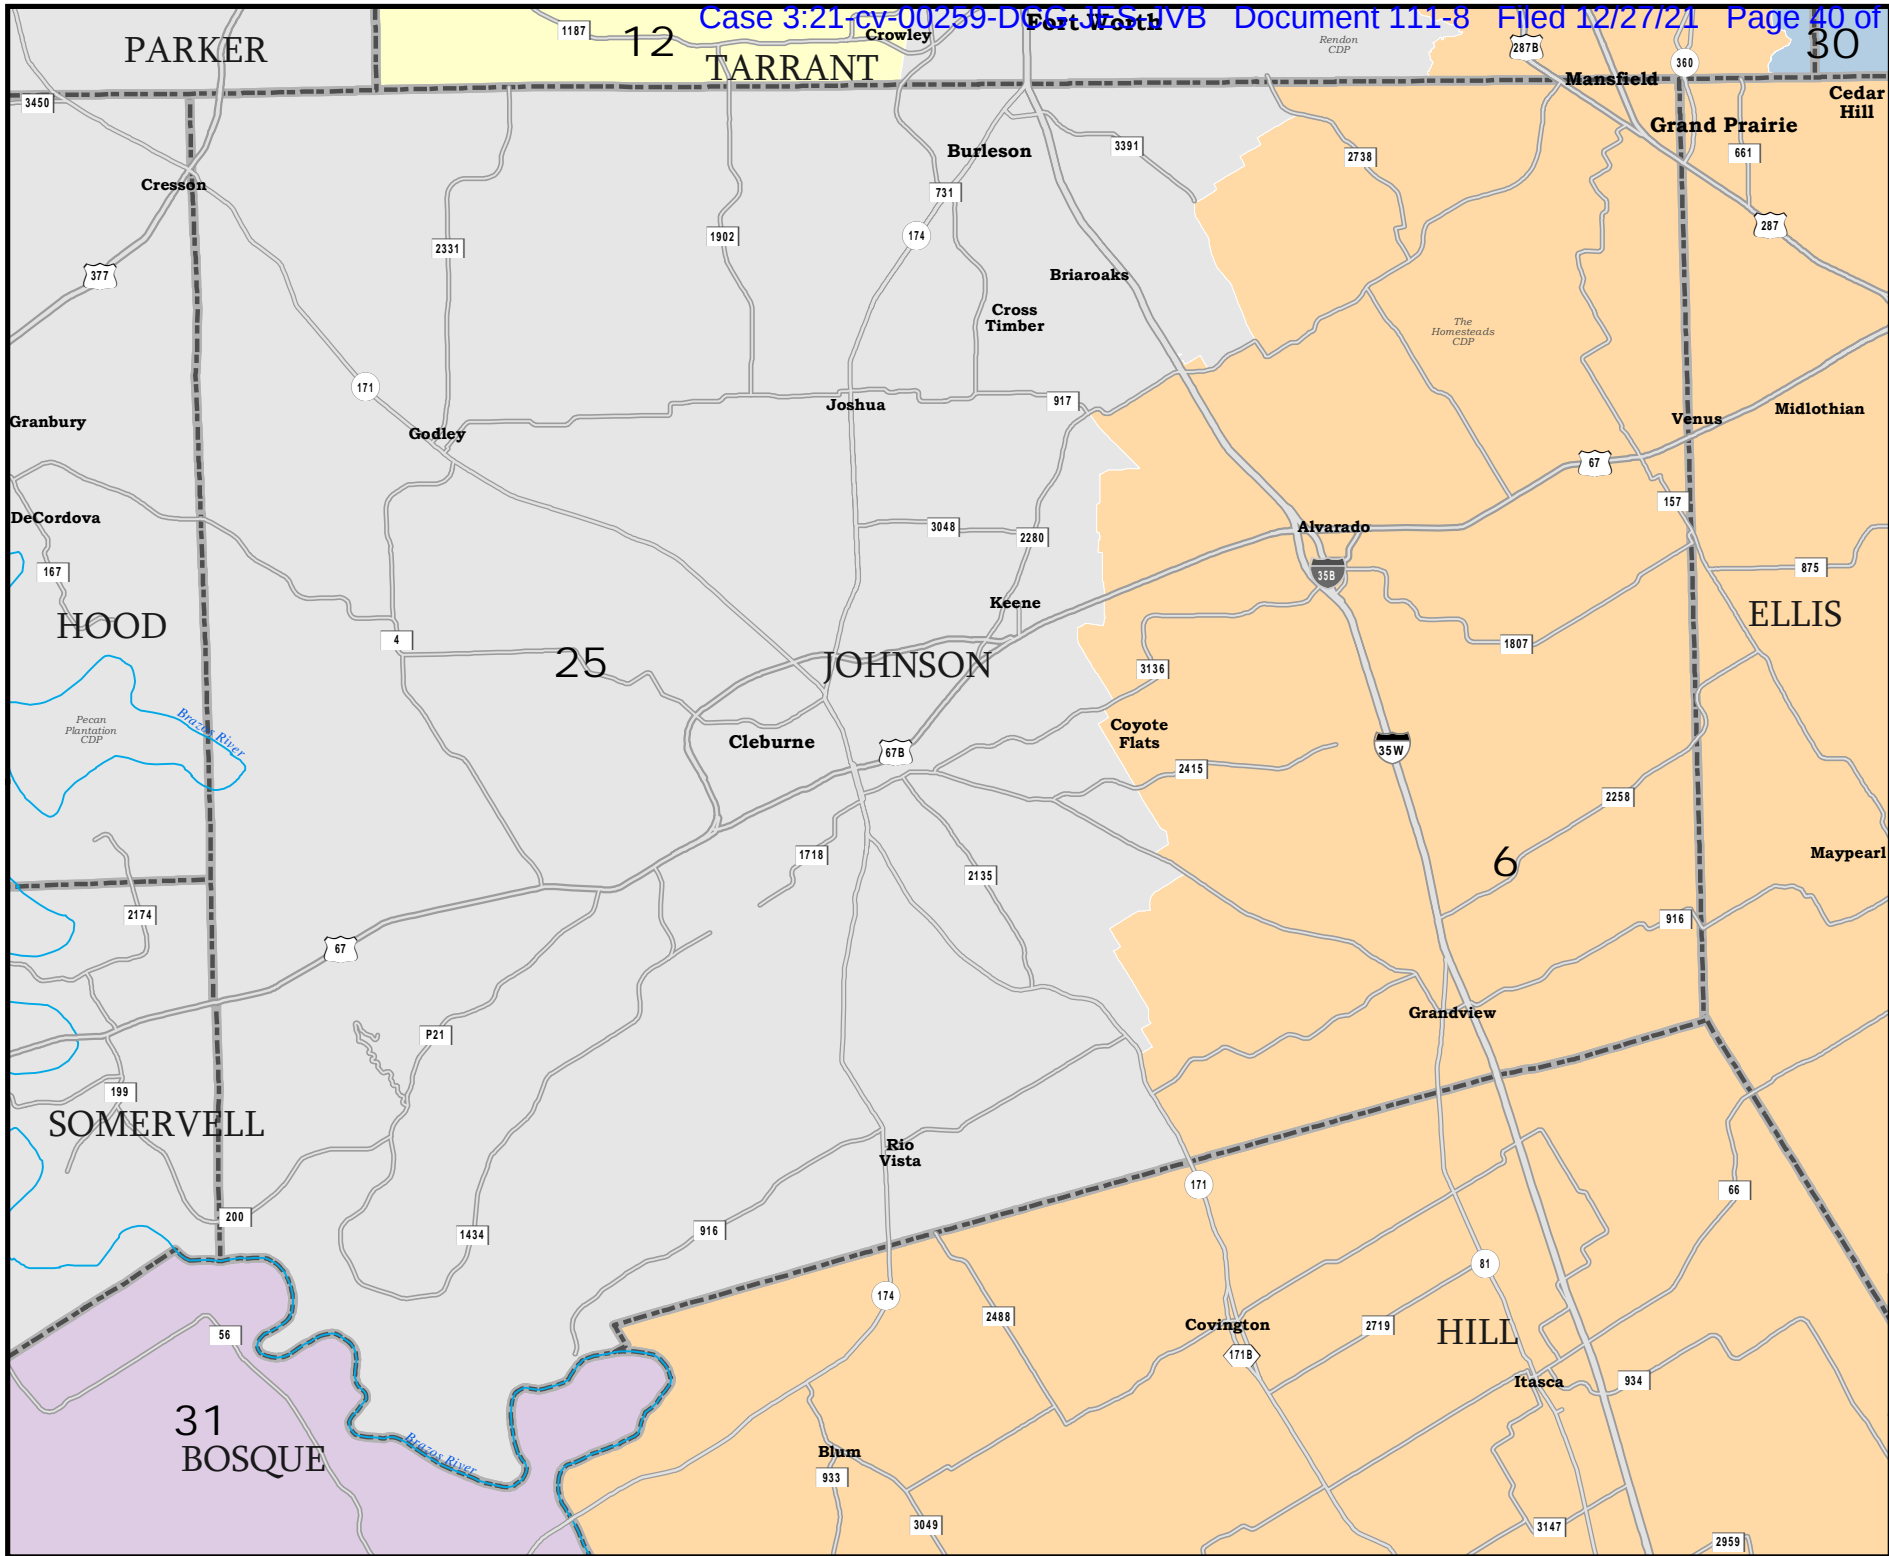 Case 3:21-cv-00259-DCG-JES-JVB Document 111-8 Filed 12/27/21 Page 40 of
PARKER
1187
12
TARRANT
Crowley
Fort Worth
Rendon
CDP
287B
360
30
Mansfield
Cedar
Hill
3450
Grand Prairie
Burleson
3391
2738
661
Cresson
731
174
1902
2331
287
377
Briaroaks
Cross
Timber
The
Homesteads
CDP
171
Joshua
917
Granbury
Godley
Venus
Midlothian
67
157
DeCordova
3048
2280
Alvarado
167
35B
875
Keene
HOOD
ELLIS
4
25
JOHNSON
1807
3136
Pecan
Plantation
CDP
Brazos River
Coyote
Flats
Cleburne
67B
35W
2415
2258
1718
2135
6
Maypearl
2174
916
67
Grandview
P21
199
SOMERVELL
Rio
Vista
171
66
200
1434
916
81
174
2488
56
Covington
2719
HILL
171B
Itasca
934
31
BOSQUE
Brazos River
Blum
933
3049
3147
2959